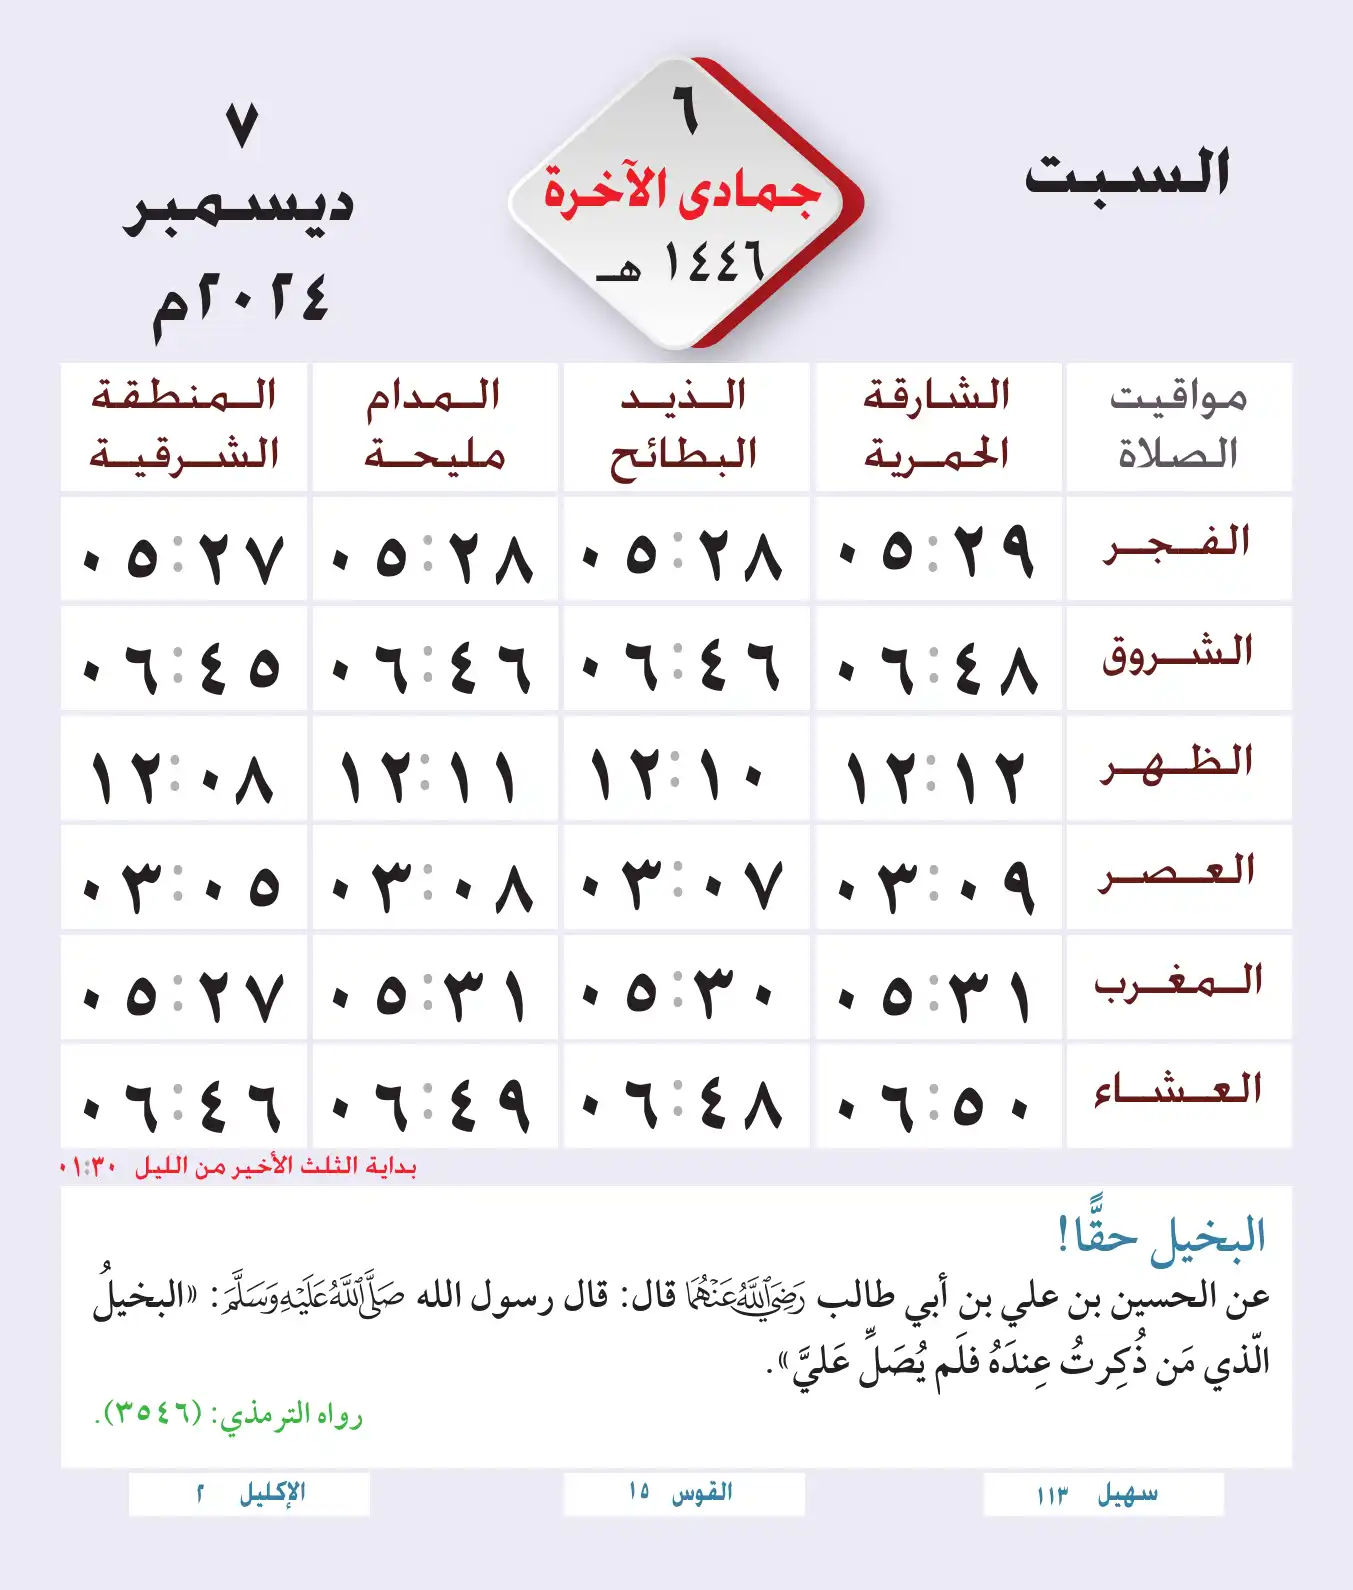 السبت
٦
جمادى الآخرة
١٤٤٦ هـ
٧
ديسمبر
٢٠٢٤م
مواقيت الصلاة
الشارقة الحمرية
الذيد البطائح
المدام مليحة
المنطقة الشرقية
الفجر ٠٥:٢٩ ٠٥:٢٨ ٠٥:٢٨ ٠٥:٢٧
الشروق ٠٦:٤٨ ٠٦:٤٦ ٠٦:٤٦ ٠٦:٤٥
الظهر ١٢:١٢ ١٢:١٠ ١٢:١١ ١٢:٠٨
العصر ٠٣:٠٩ ٠٣:٠٧ ٠٣:٠٨ ٠٣:٠٥
المغرب ٠٥:٣١ ٠٥:٣٠ ٠٥:٣١ ٠٥:٢٧
العشاء ٠٦:٥٠ ٠٦:٤٨ ٠٦:٤٩ ٠٦:٤٦
بداية الثلث الأخير من الليل ٠١:٣٠
البخيل حقًّا!
عن الحسين بن علي بن أبي طالب رَضِيَ اللَّهُ عَنْهُمَا قال: قال رسول الله صَلَّى اللَّهُ عَلَيْهِ وَسَلَّمَ: «البخيلُ
الّذي مَن ذُكِرتُ عِندَهُ فلَم يُصَلِّ عَليَّ».
رواه الترمذي: (٣٥٤٦).
سهيل ١١٣
القوس ١٥
الإكليل ٢